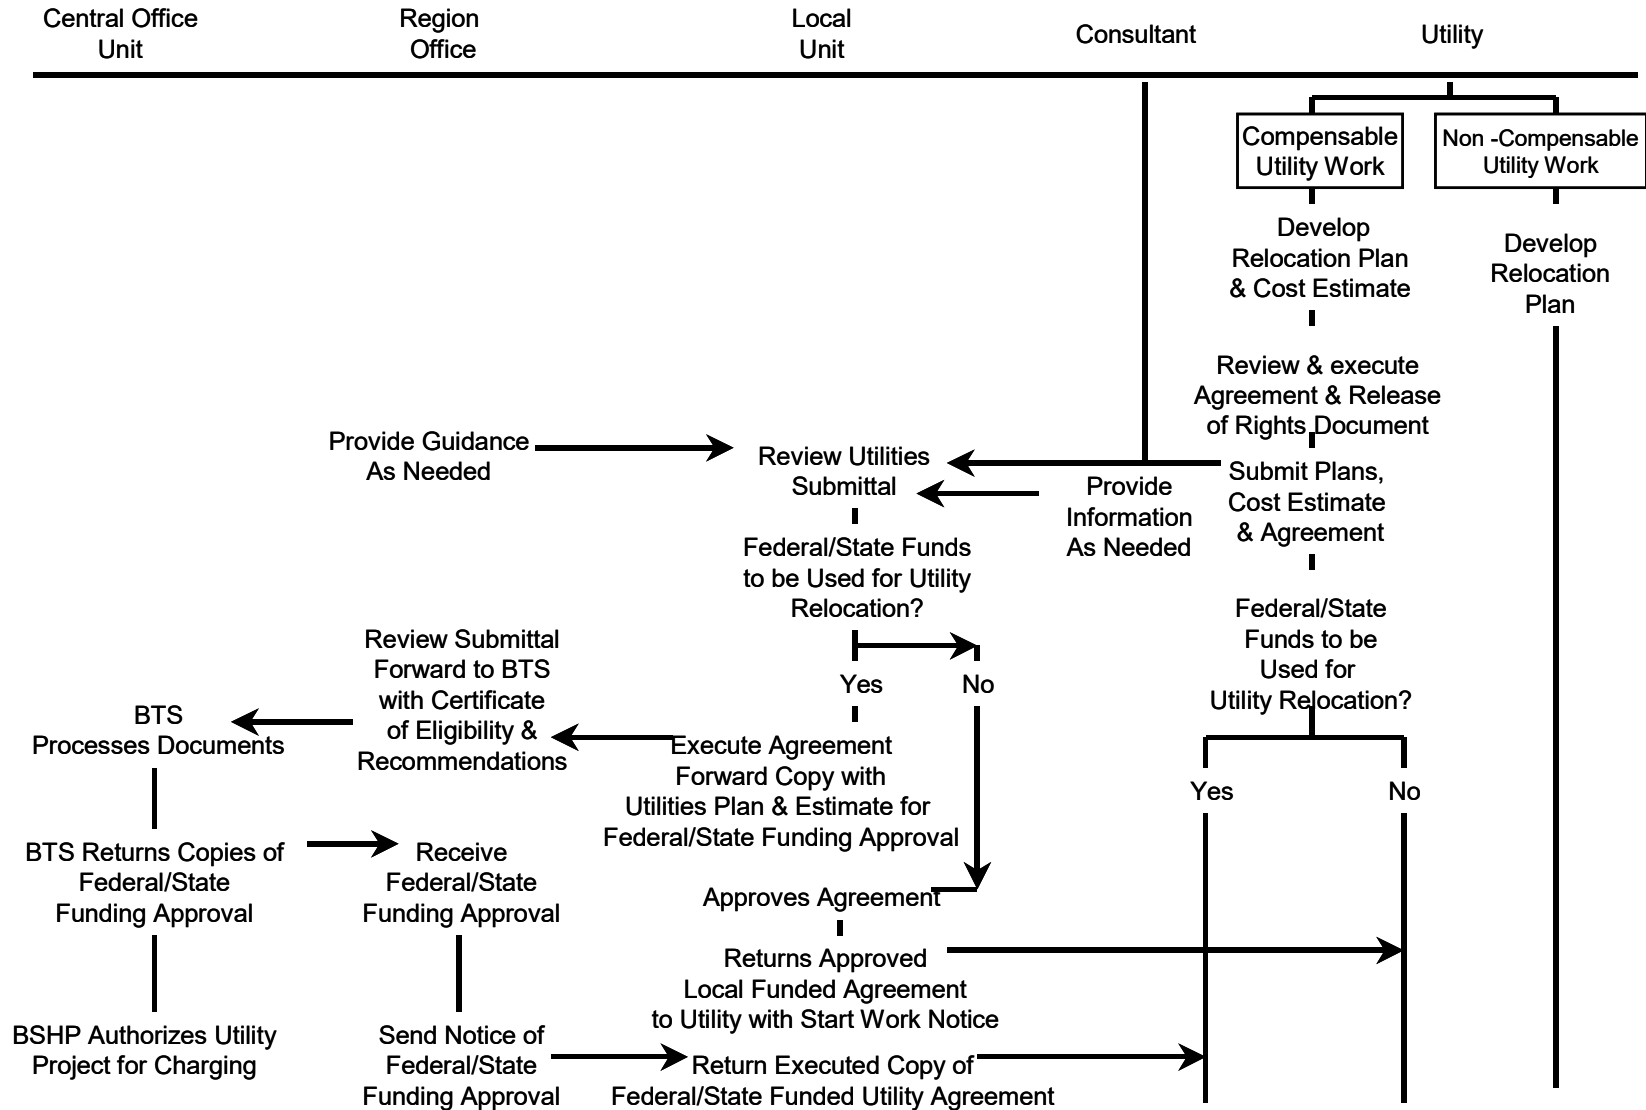 Central Office
Unit
Region
Office
Local
Unit
Consultant
Utility
Compensable
Utility Work
Non -Compensable
Utility Work
Develop
Relocation Plan
& Cost Estimate
Develop
Relocation
Plan
Review & execute
Agreement & Release
of Rights Document
Provide Guidance
As Needed
Review Utilities
Submittal
Provide
Information
As Needed
Submit Plans,
Cost Estimate
& Agreement
Federal/State Funds
to be Used for Utility
Relocation?
Federal/State
Funds to be
Used for
Utility Relocation?
Yes
No
Review Submittal
Forward to BTS
with Certificate
of Eligibility &
Recommendations
BTS
Processes Documents
Execute Agreement
Forward Copy with
Utilities Plan & Estimate for
Federal/State Funding Approval
Yes
No
BTS Returns Copies of
Federal/State
Funding Approval
Receive
Federal/State
Funding Approval
Approves Agreement
Returns Approved
Local Funded Agreement
to Utility with Start Work Notice
BSHP Authorizes Utility
Project for Charging
Send Notice of
Federal/State
Funding Approval
Return Executed Copy of
Federal/State Funded Utility Agreement